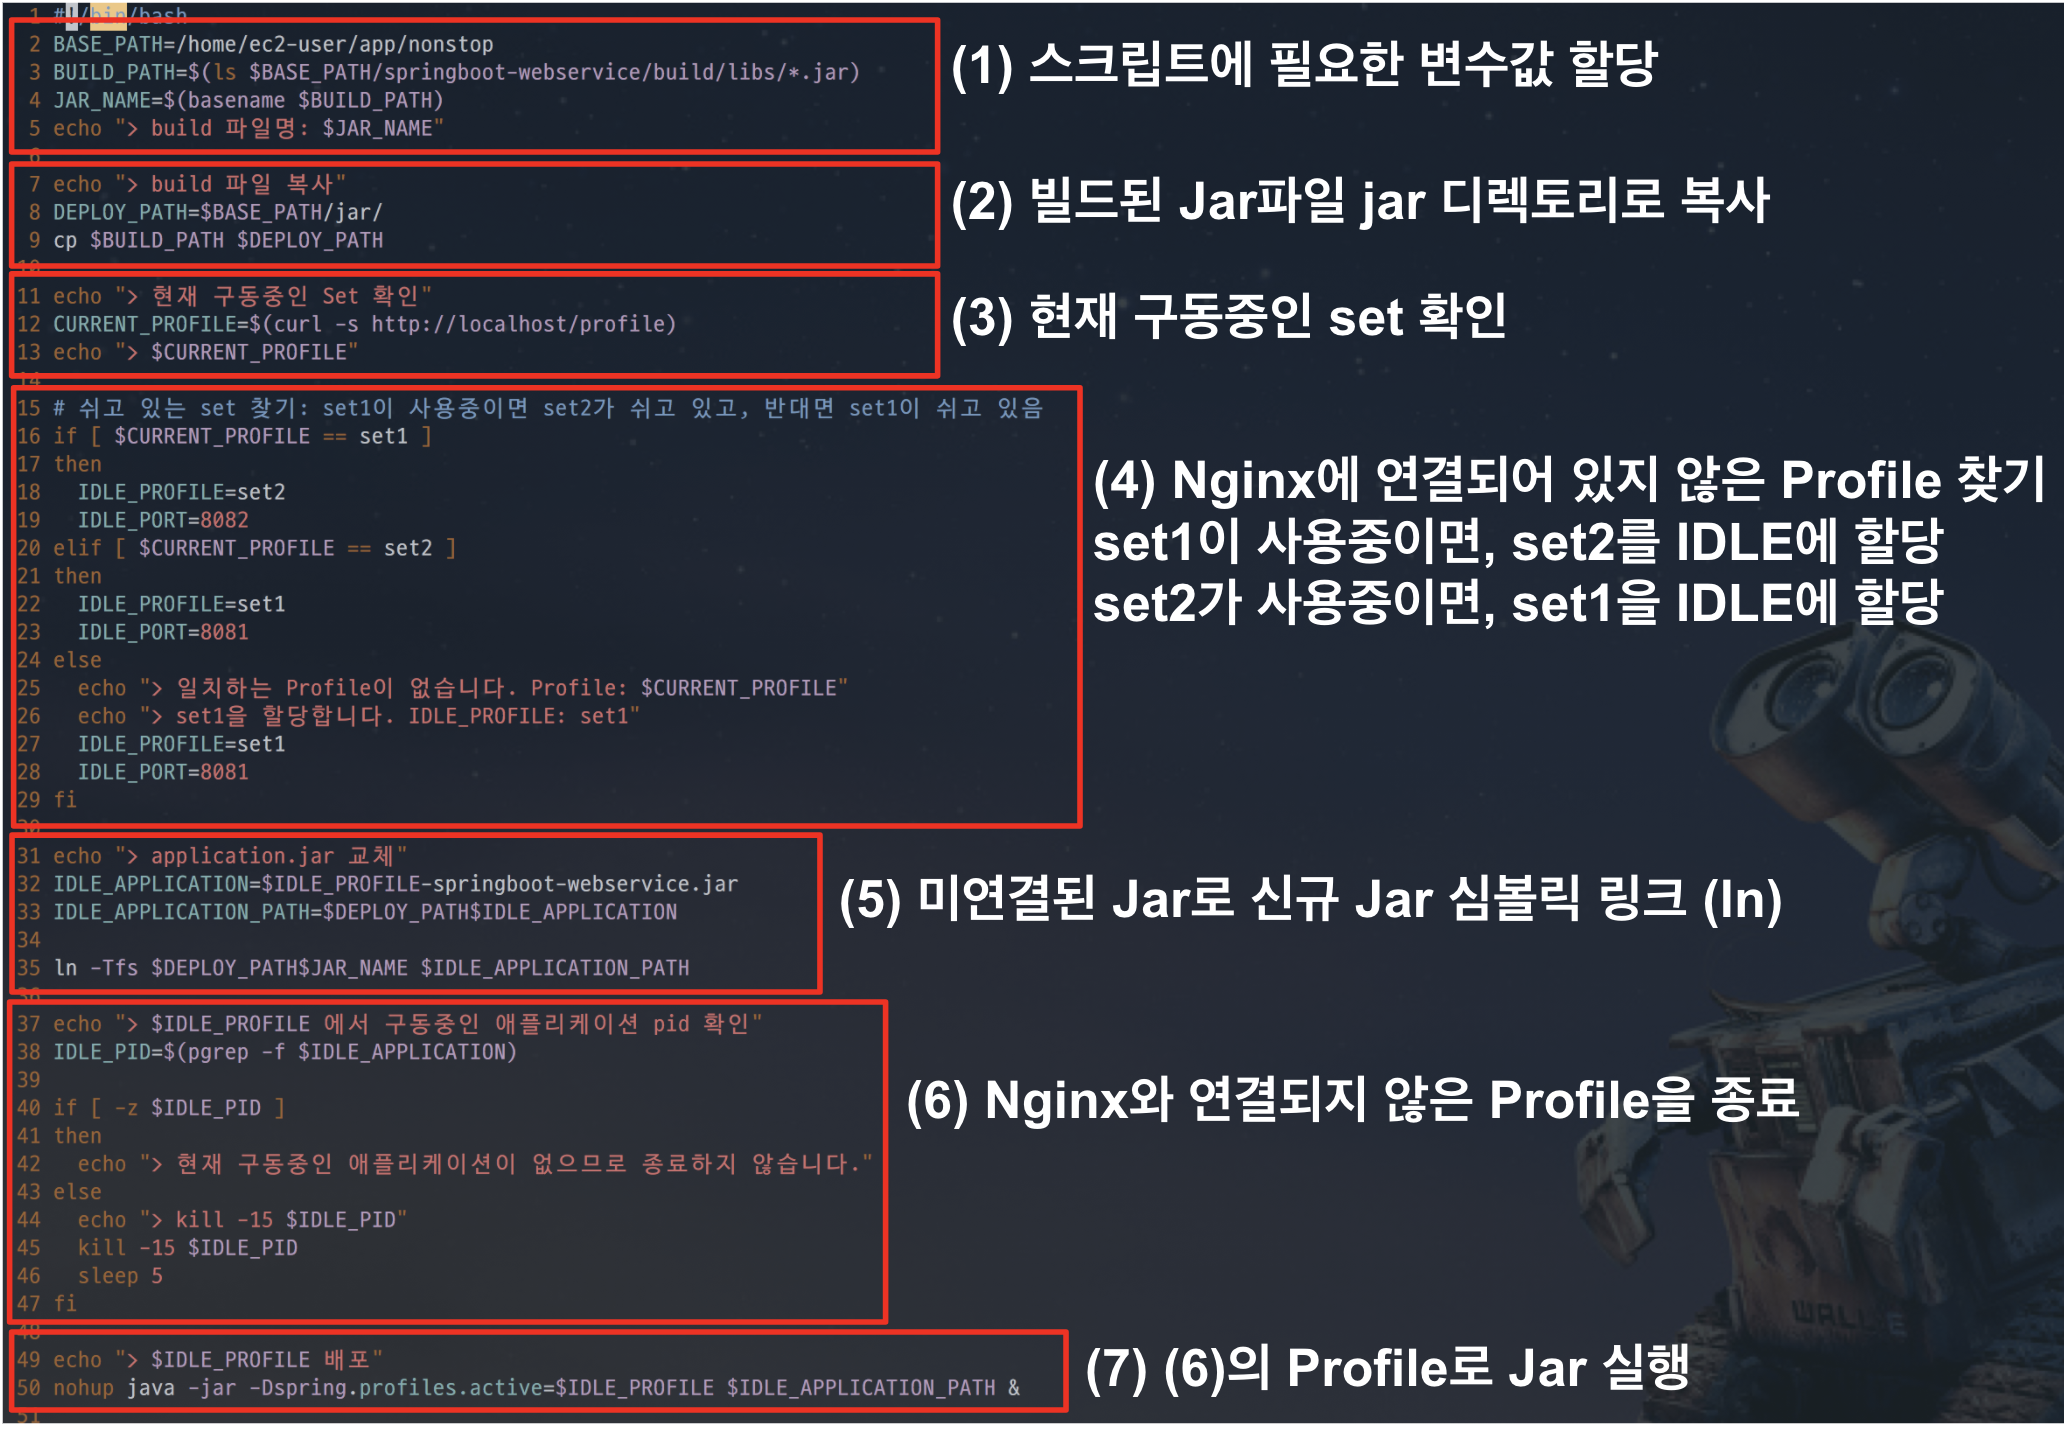 1 #!/bin/bash
2 BASE_PATH=/home/ec2-user/app/nonstop
3 BUILD_PATH=$(ls $BASE_PATH/springboot-webservice/build/libs/*.jar)
4 JAR_NAME=$(basename $BUILD_PATH)
5 echo "> build 파일명: $JAR_NAME"
6
(1) 스크립트에 필요한 변수값 할당
7 echo "> build 파일 복사"
8 DEPLOY_PATH=$BASE_PATH/jar/
9 cp $BUILD_PATH $DEPLOY_PATH
10
(2) 빌드된 Jar파일 jar 디렉토리로 복사
11 echo "> 현재 구동중인 Set 확인"
12 CURRENT_PROFILE=$(curl -s http://localhost/profile)
13 echo "> $CURRENT_PROFILE"
14
(3) 현재 구동중인 set 확인
15 # 쉬고 있는 set 찾기: set1이 사용중이면 set2가 쉬고 있고, 반대면 set1이 쉬고 있음
16 if [ $CURRENT_PROFILE == set1 ]
17 then
18   IDLE_PROFILE=set2
19   IDLE_PORT=8082
20 elif [ $CURRENT_PROFILE == set2 ]
21 then
22   IDLE_PROFILE=set1
23   IDLE_PORT=8081
24 else
25   echo "> 일치하는 Profile이 없습니다. Profile: $CURRENT_PROFILE"
26   echo "> set1을 할당합니다. IDLE_PROFILE: set1"
27   IDLE_PROFILE=set1
28   IDLE_PORT=8081
29 fi
30
(4) Nginx에 연결되어 있지 않은 Profile 찾기
set1이 사용중이면, set2를 IDLE에 할당
set2가 사용중이면, set1을 IDLE에 할당
31 echo "> application.jar 교체"
32 IDLE_APPLICATION=$IDLE_PROFILE-springboot-webservice.jar
33 IDLE_APPLICATION_PATH=$DEPLOY_PATH$IDLE_APPLICATION
34
35 ln -Tfs $DEPLOY_PATH$JAR_NAME $IDLE_APPLICATION_PATH
36
(5) 미연결된 Jar로 신규 Jar 심볼릭 링크 (ln)
37 echo "> $IDLE_PROFILE 에서 구동중인 애플리케이션 pid 확인"
38 IDLE_PID=$(pgrep -f $IDLE_APPLICATION)
39
40 if [ -z $IDLE_PID ]
41 then
42   echo "> 현재 구동중인 애플리케이션이 없으므로 종료하지 않습니다."
43 else
44   echo "> kill -15 $IDLE_PID"
45   kill -15 $IDLE_PID
46   sleep 5
47 fi
48
(6) Nginx와 연결되지 않은 Profile을 종료
49 echo "> $IDLE_PROFILE 배포"
50 nohup java -jar -Dspring.profiles.active=$IDLE_PROFILE $IDLE_APPLICATION_PATH &
51
(7) (6)의 Profile로 Jar 실행